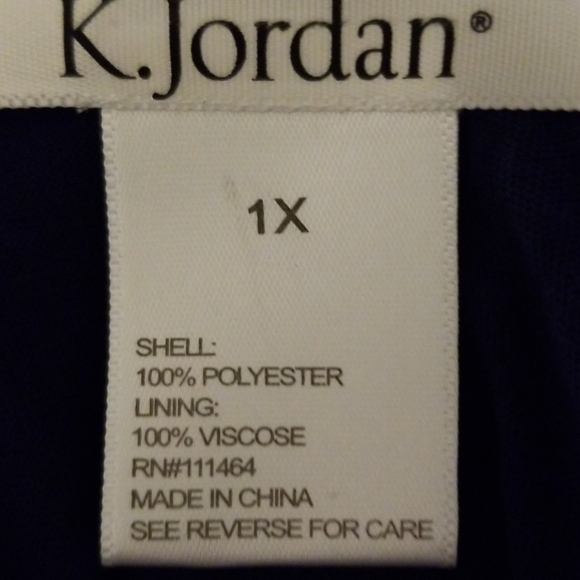 K.Jordan®
1X
SHELL:
100% POLYESTER
LINING:
100% VISCOSE
RN#111464
MADE IN CHINA
SEE REVERSE FOR CARE